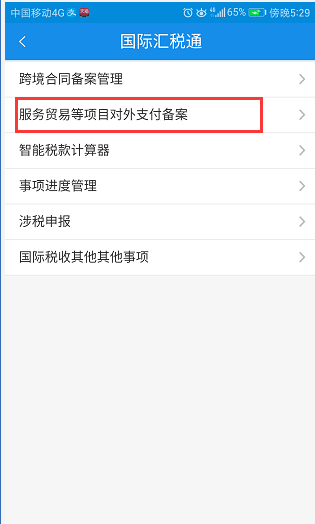 中国移动4G 65% 傍晚5:29
国际汇税通
跨境合同备案管理
服务贸易等项目对外支付备案
智能税款计算器
事项进度管理
涉税申报
国际税收其他其他事项